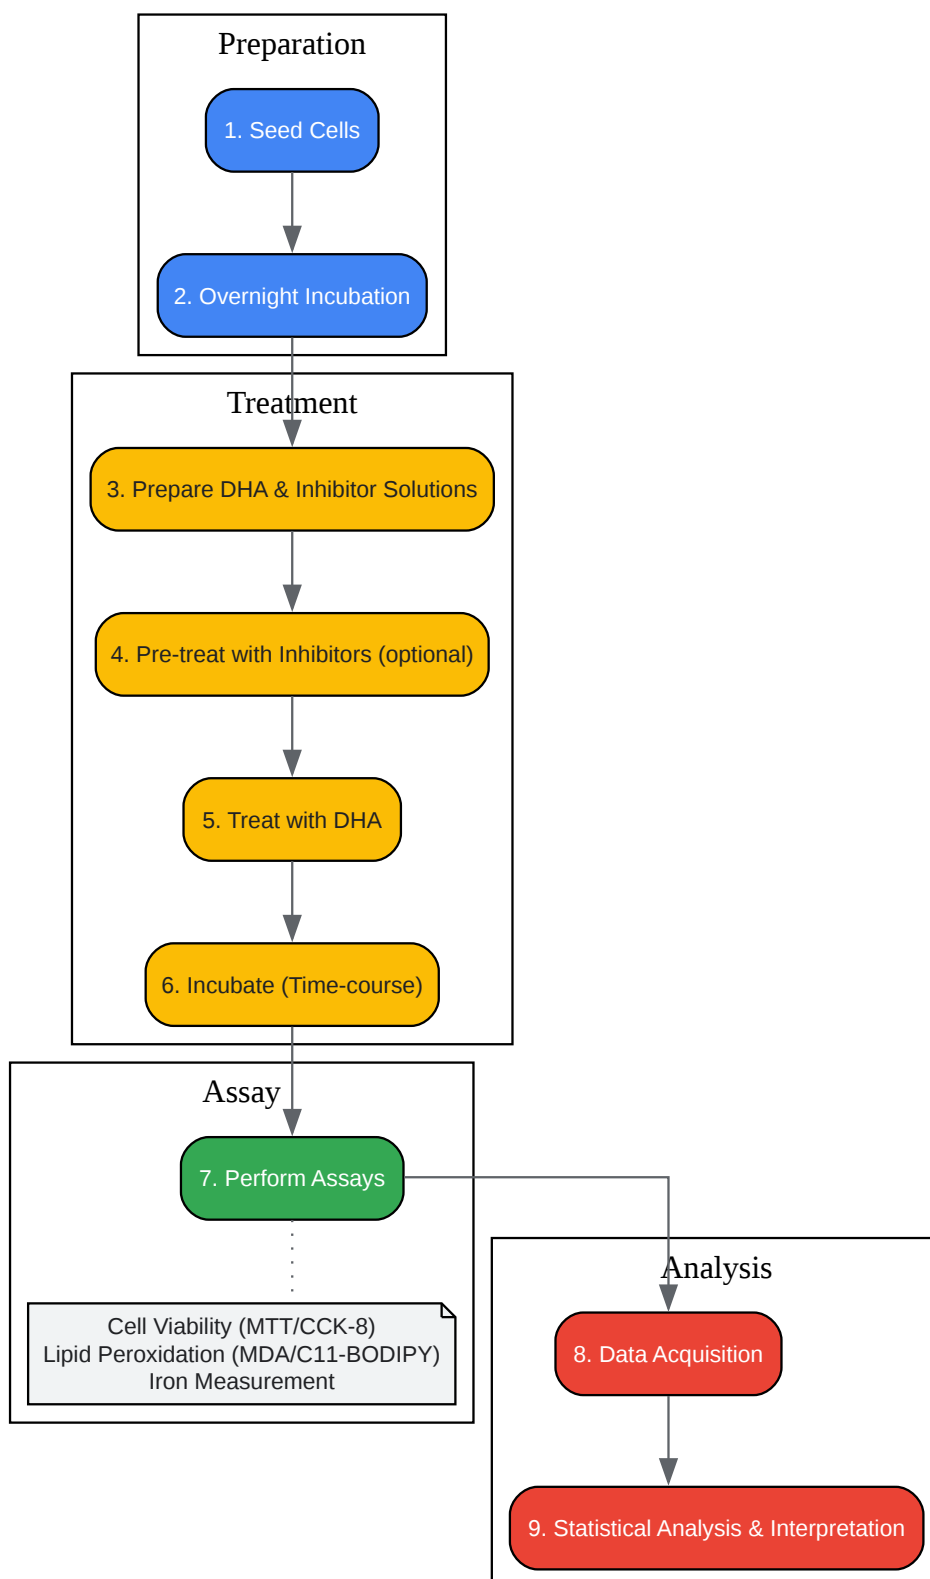 Preparation
1. Seed Cells
2. Overnight Incubation
Treatment
3. Prepare DHA & Inhibitor Solutions
4. Pre-treat with Inhibitors (optional)
5. Treat with DHA
6. Incubate (Time-course)
Assay
7. Perform Assays
Cell Viability (MTT/CCK-8)
Lipid Peroxidation (MDA/C11-BODIPY)
Iron Measurement
Analysis
8. Data Acquisition
9. Statistical Analysis & Interpretation